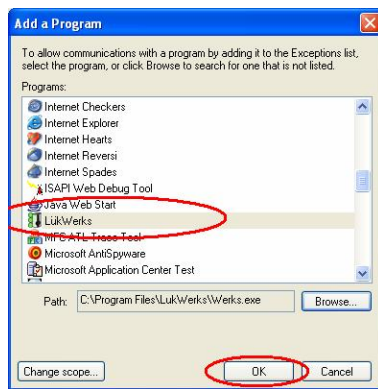 Add a Program
To allow communications with a program by adding it to the Exceptions list,
select the program, or click Browse to search for one that is not listed.
Programs:
Internet Checkers
Internet Explorer
Internet Hearts
Internet Reversi
Internet Spades
ISAPI Web Debug Tool
Java Web Start
LükWerks
MFC ATL Trace Tool
Microsoft AntiSpyware
Microsoft Application Center Test
Path: C:\Program Files\LukWerks\Werks.exe Browse...
Change scope... OK Cancel